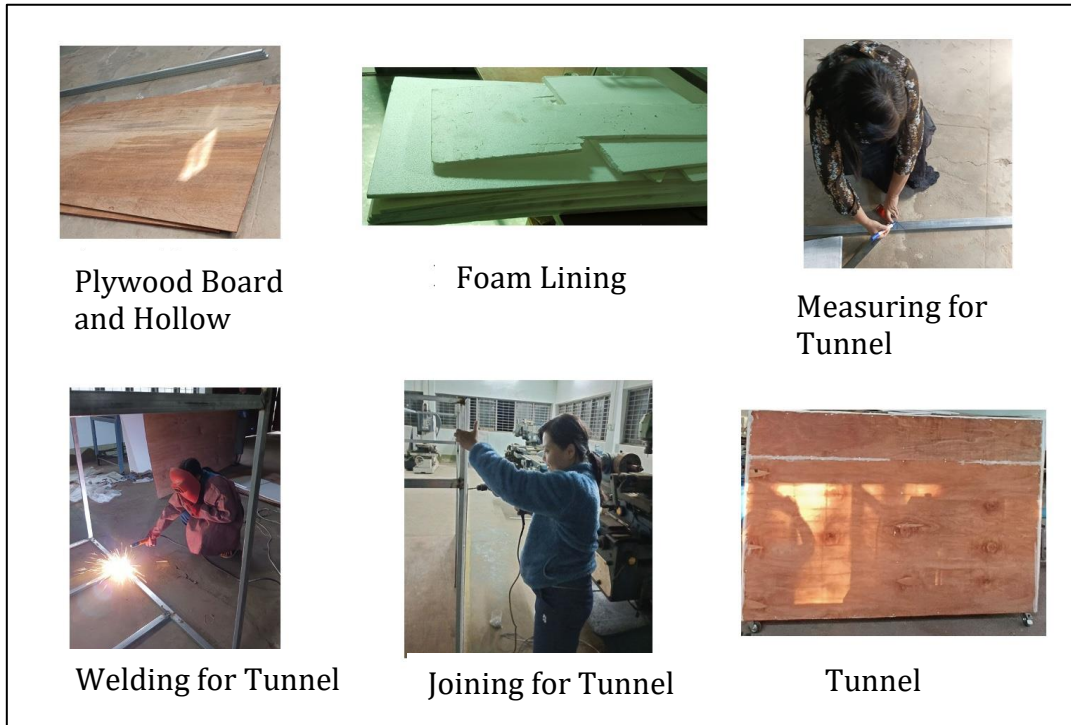 Plywood Board
and Hollow
Foam Lining
Measuring for
Tunnel
Welding for Tunnel
Joining for Tunnel
Tunnel